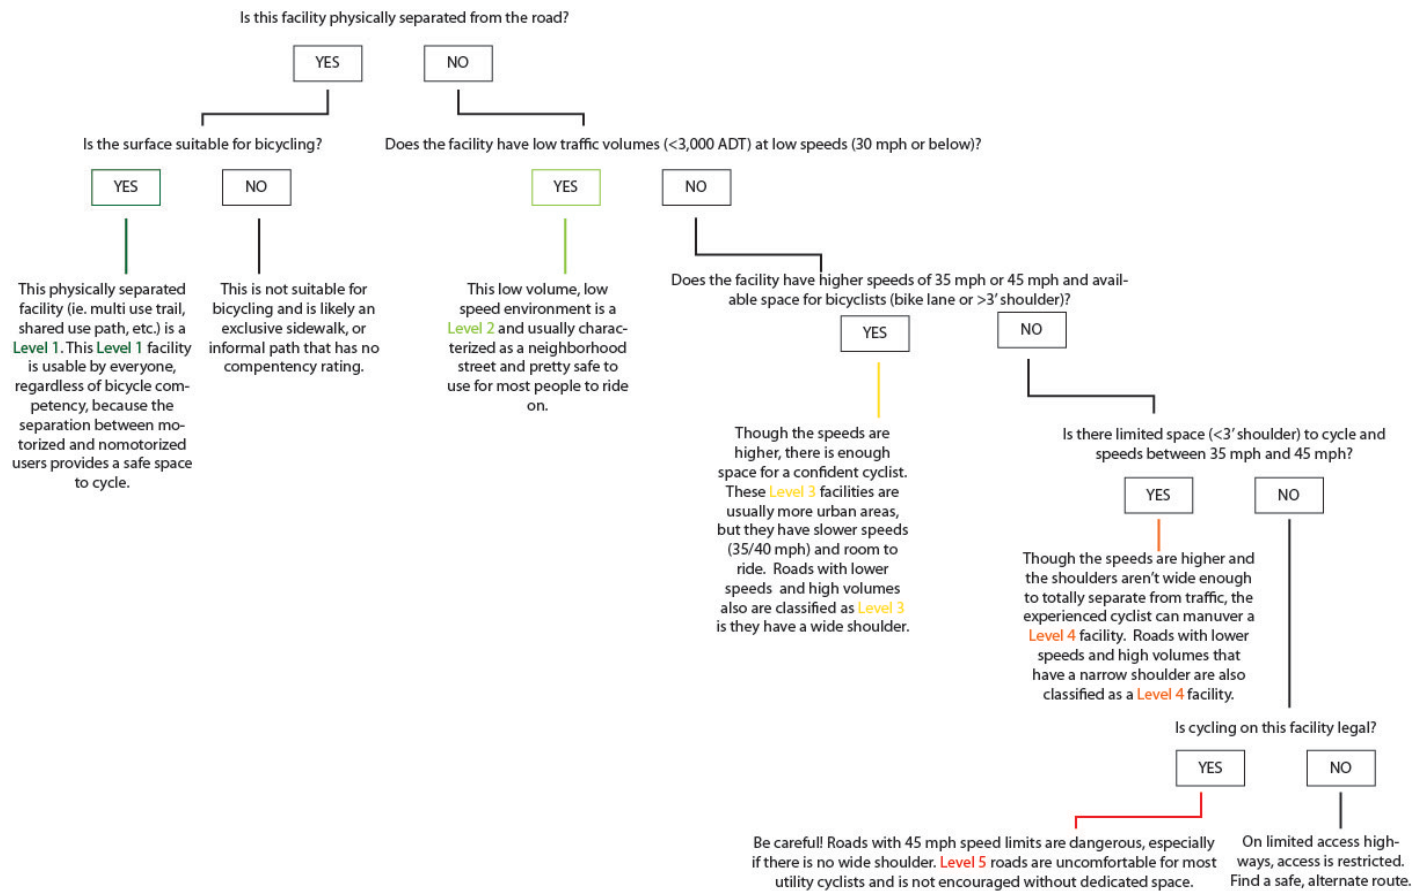 Is this facility physically separated from the road?
YES
NO
Is the surface suitable for bicycling?
Does the facility have low traffic volumes (<3,000 ADT) at low speeds (30 mph or below)?
YES
NO
YES
NO
This physically separated
facility (ie. multi use trail,
shared use path, etc.) is a
Level 1. This Level 1 facility
is usable by everyone,
regardless of bicycle com-
petency, because the
separation between mo-
torized and nomotorized
users provides a safe space
to cycle.
This is not suitable for
bicycling and is likely an
exclusive sidewalk, or
informal path that has no
compentency rating.
This low volume, low
speed environment is a
Level 2 and usually charac-
terized as a neighborhood
street and pretty safe to
use for most people to ride
on.
Does the facility have higher speeds of 35 mph or 45 mph and avail-
able space for bicyclists (bike lane or >3' shoulder)?
YES
NO
Though the speeds are
higher, there is enough
space for a confident cyclist.
These Level 3 facilities are
usually more urban areas,
but they have slower speeds
(35/40 mph) and room to
ride.  Roads with lower
speeds  and high volumes
also are classified as Level 3
is they have a wide shoulder.
Is there limited space (<3' shoulder) to cycle and
speeds between 35 mph and 45 mph?
YES
NO
Though the speeds are higher and
the shoulders aren't wide enough
to totally separate from traffic, the
experienced cyclist can manuver a
Level 4 facility.  Roads with lower
speeds and high volumes that
have a narrow shoulder are also
classified as a Level 4 facility.
Is cycling on this facility legal?
YES
NO
Be careful! Roads with 45 mph speed limits are dangerous, especially
if there is no wide shoulder. Level 5 roads are uncomfortable for most
utility cyclists and is not encouraged without dedicated space.
On limited access high-
ways, access is restricted.
Find a safe, alternate route.